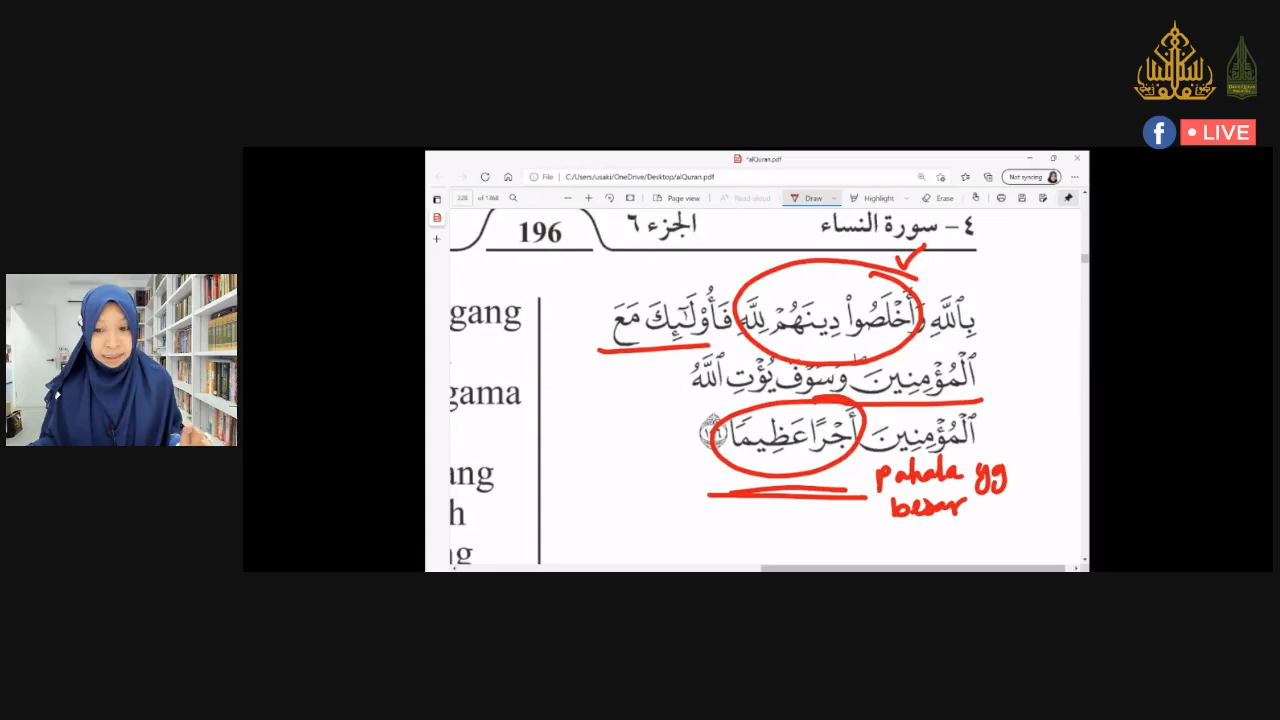 LIVE
*alQuran.pdf
File C:/Users/usaki/OneDrive/Desktop/alQuran.pdf Not syncing
228 of 1368 Page view Read aloud Draw Highlight Erase
196 الجزء ٦ ٤ - سورة النساء
بِٱللَّهِ وَأَخْلَصُوا۟ دِينَهُمْ لِلَّهِ فَأُو۟لَـٰٓئِكَ مَعَ
ٱلْمُؤْمِنِينَ ۖ وَسَوْفَ يُؤْتِ ٱللَّهُ
ٱلْمُؤْمِنِينَ أَجْرًا عَظِيمًا
pahala yg
besar
gang
gama
ang
h
ng